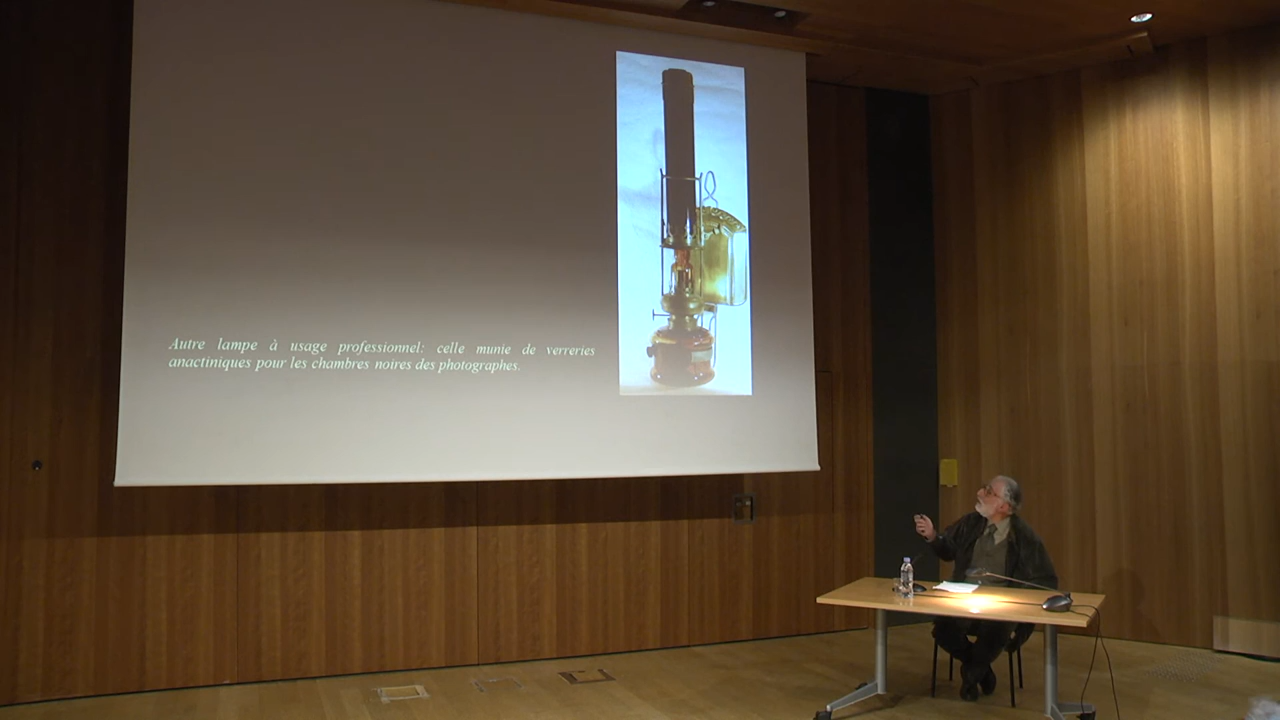 Autre lampe à usage professionnel: celle munie de verreries
anactiniques pour les chambres noires des photographes.